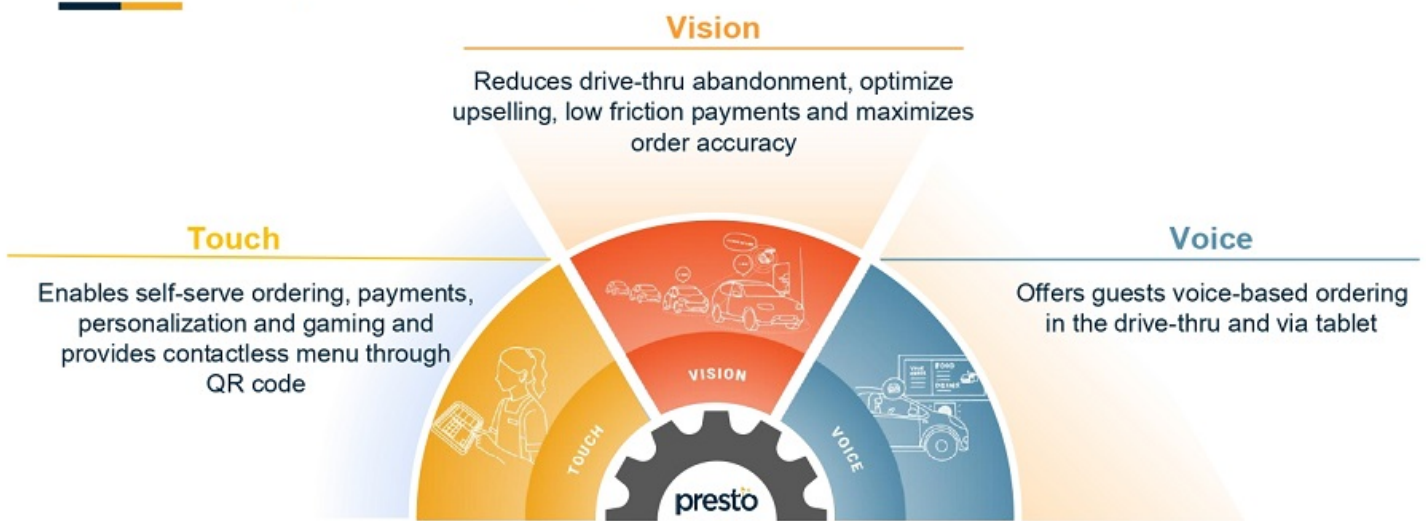 Vision
Reduces drive-thru abandonment, optimize
upselling, low friction payments and maximizes
order accuracy
Touch
Enables self-serve ordering, payments,
personalization and gaming and
provides contactless menu through
QR code
Voice
Offers guests voice-based ordering
in the drive-thru and via tablet
VISION
TOUCH
VOICE
FOOD
presto